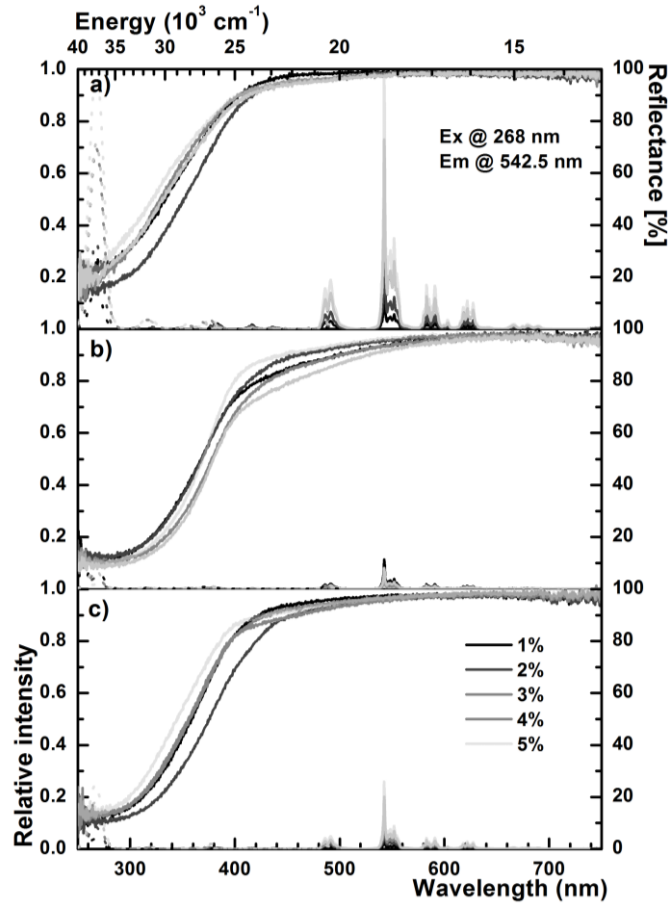 Energy (10³ cm⁻¹)
40 35 30 25 20 15
a)
Ex @ 268 nm
Em @ 542.5 nm
1.0 0.8 0.6 0.4 0.2 1.0
100 80 60 40 20 100
Reflectance [%]
b)
0.8 0.6 0.4 0.2 1.0
80 60 40 20 100
c)
1%
2%
3%
4%
5%
0.8 0.6 0.4 0.2 0.0
80 60 40 20 0
Relative intensity
300 400 500 600 700
Wavelength (nm)